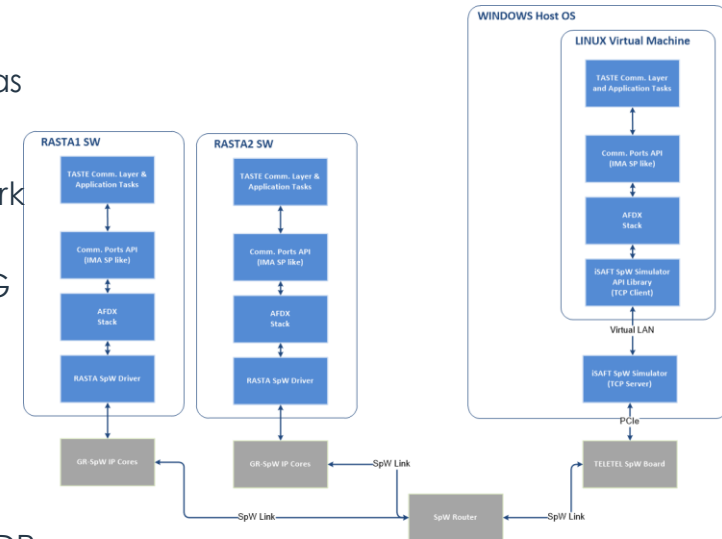 as
rk
G
RASTA1 SW
TASTE Comm. Layer &
Application Tasks
Comm. Ports API
(IMA SP like)
AFDX
Stack
RASTA SpW Driver
GR-SpW IP Cores
RASTA2 SW
TASTE Comm. Layer &
Application Tasks
Comm. Ports API
(IMA SP like)
AFDX
Stack
RASTA SpW Driver
GR-SpW IP Cores
WINDOWS Host OS
LINUX Virtual Machine
TASTE Comm. Layer
and Application Tasks
Comm. Ports API
(IMA SP like)
AFDX
Stack
iSAFT SpW Simulator
API Library
(TCP Client)
Virtual LAN
iSAFT SpW Simulator
(TCP Server)
PCIe
TELETEL SpW Board
SpW Link
SpW Link
SpW Router
SpW Link